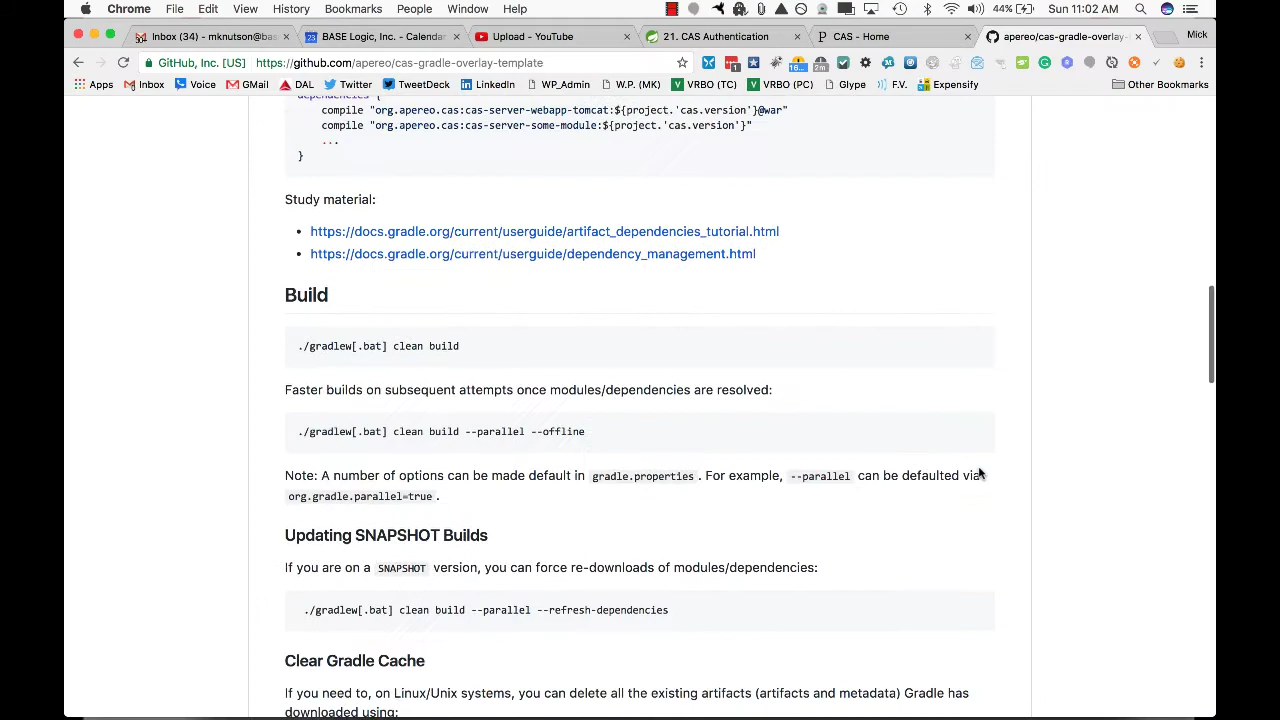 Chrome File Edit View History Bookmarks People Window Help 44% Sun 11:02 AM
Inbox (34) - mknutson@bas 23 BASE Logic, Inc. - Calenda Upload - YouTube 21. CAS Authentication CAS - Home apereo/cas-gradle-overlay- Mick
GitHub, Inc. [US] https://github.com/apereo/cas-gradle-overlay-template
Apps Inbox Voice GMail DAL Twitter TweetDeck LinkedIn W.P. (MK) VRBO (TC) VRBO (PC) Glype F.V. Expensify Other Bookmarks
dependencies {
compile "org.apereo.cas:cas-server-webapp-tomcat:${project.'cas.version'}@war"
compile "org.apereo.cas:cas-server-some-module:${project.'cas.version'}"
...
}
Study material:
• https://docs.gradle.org/current/userguide/artifact_dependencies_tutorial.html
• https://docs.gradle.org/current/userguide/dependency_management.html
Build
./gradlew[.bat] clean build
Faster builds on subsequent attempts once modules/dependencies are resolved:
./gradlew[.bat] clean build --parallel --offline
Note: A number of options can be made default in gradle.properties . For example, --parallel can be defaulted via
org.gradle.parallel=true .
Updating SNAPSHOT Builds
If you are on a SNAPSHOT version, you can force re-downloads of modules/dependencies:
./gradlew[.bat] clean build --parallel --refresh-dependencies
Clear Gradle Cache
If you need to, on Linux/Unix systems, you can delete all the existing artifacts (artifacts and metadata) Gradle has
downloaded using: